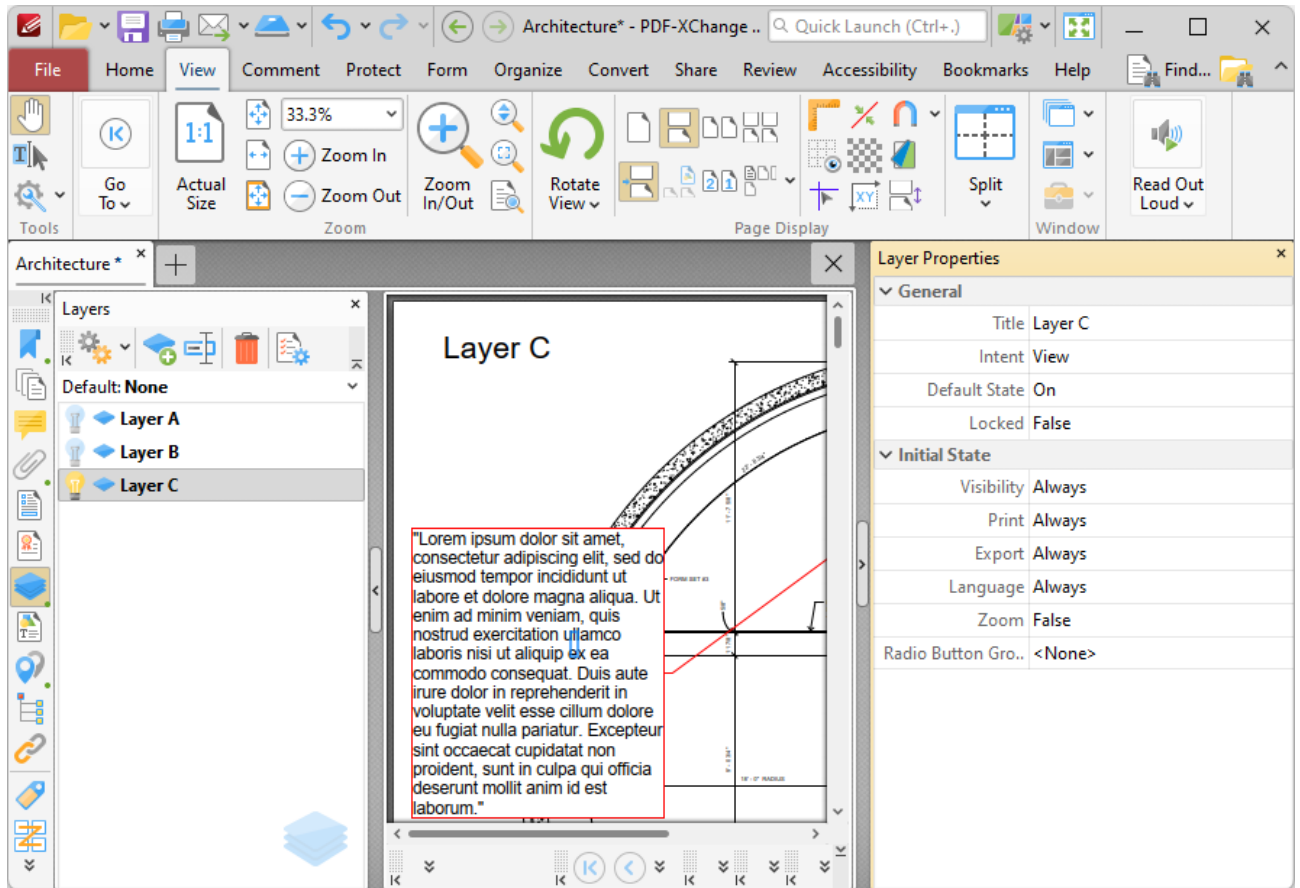 Architecture* - PDF-XChange ..
Quick Launch (Ctrl+.)
File
Home
View
Comment
Protect
Form
Organize
Convert
Share
Review
Accessibility
Bookmarks
Help
Find...
Go To
1:1
Actual Size
33.3%
Zoom In
Zoom Out
Zoom In/Out
Rotate View
2 1
XY
Split
Read Out Loud
Tools
Zoom
Page Display
Window
Architecture *
Layers
Default: None
Layer A
Layer B
Layer C
Layer C
"Lorem ipsum dolor sit amet,
consectetur adipiscing elit, sed do
eiusmod tempor incididunt ut
labore et dolore magna aliqua. Ut
enim ad minim veniam, quis
nostrud exercitation ullamco
laboris nisi ut aliquip ex ea
commodo consequat. Duis aute
irure dolor in reprehenderit in
voluptate velit esse cillum dolore
eu fugiat nulla pariatur. Excepteur
sint occaecat cupidatat non
proident, sunt in culpa qui officia
deserunt mollit anim id est
laborum."
Layer Properties
General
Title Layer C
Intent View
Default State On
Locked False
Initial State
Visibility Always
Print Always
Export Always
Language Always
Zoom False
Radio Button Gro.. <None>